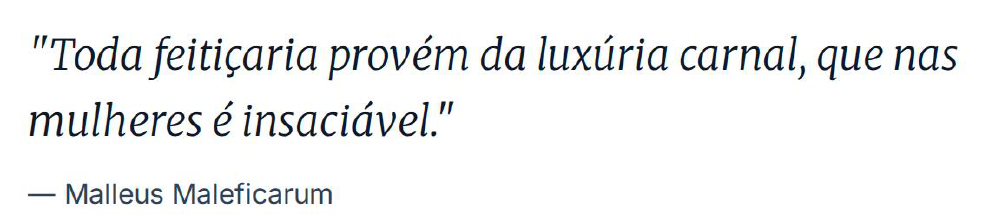 "Toda feitiçaria provém da luxúria carnal, que nas
mulheres é insaciável."
— Malleus Maleficarum